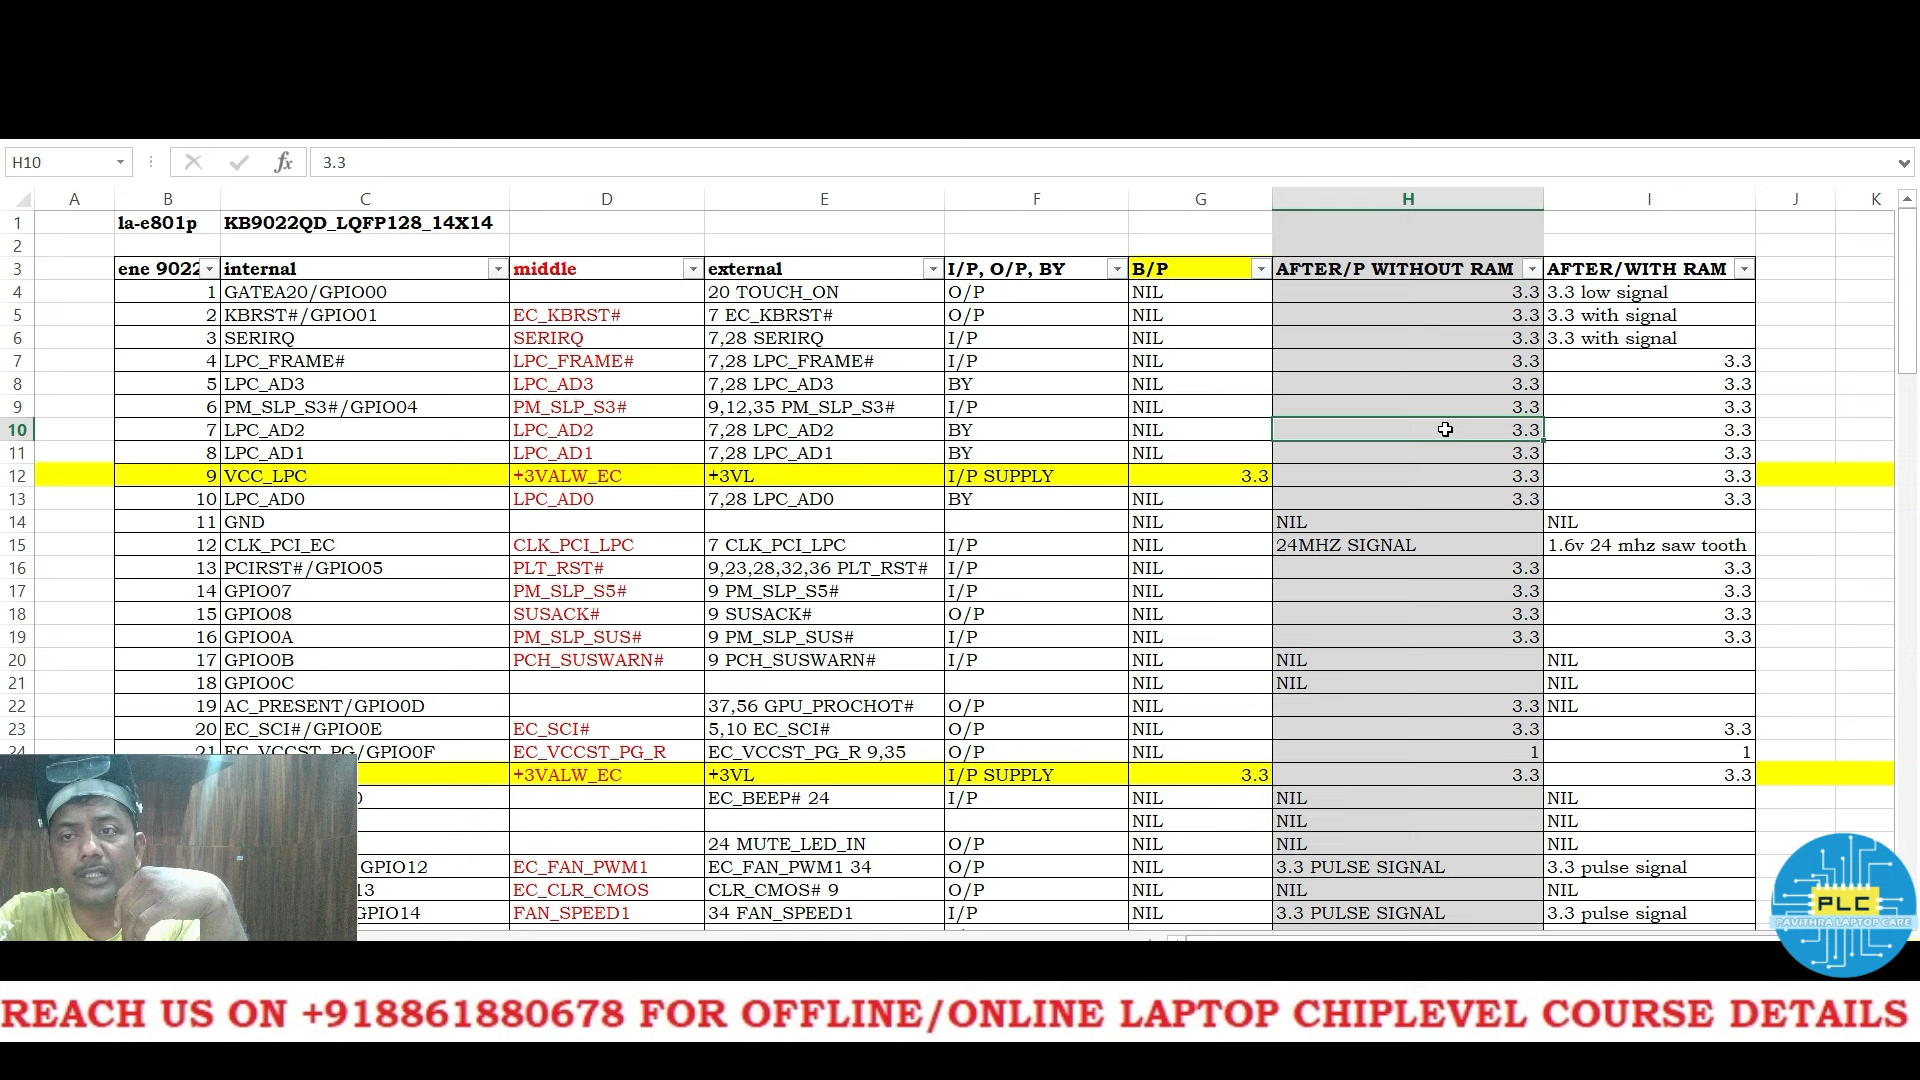 H10 fx 3.3
A B C D E F G H I J K
1 la-e801p KB9022QD_LQFP128_14X14
2
3 ene 9022 internal middle external I/P, O/P, BY B/P AFTER/P WITHOUT RAM AFTER/WITH RAM
4 1 GATEA20/GPIO00 20 TOUCH_ON O/P NIL 3.3 3.3 low signal
5 2 KBRST#/GPIO01 EC_KBRST# 7 EC_KBRST# O/P NIL 3.3 3.3 with signal
6 3 SERIRQ SERIRQ 7,28 SERIRQ I/P NIL 3.3 3.3 with signal
7 4 LPC_FRAME# LPC_FRAME# 7,28 LPC_FRAME# I/P NIL 3.3 3.3
8 5 LPC_AD3 LPC_AD3 7,28 LPC_AD3 BY NIL 3.3 3.3
9 6 PM_SLP_S3#/GPIO04 PM_SLP_S3# 9,12,35 PM_SLP_S3# I/P NIL 3.3 3.3
10 7 LPC_AD2 LPC_AD2 7,28 LPC_AD2 BY NIL 3.3 3.3
11 8 LPC_AD1 LPC_AD1 7,28 LPC_AD1 BY NIL 3.3 3.3
12 9 VCC_LPC +3VALW_EC +3VL I/P SUPPLY 3.3 3.3 3.3
13 10 LPC_AD0 LPC_AD0 7,28 LPC_AD0 BY NIL 3.3 3.3
14 11 GND NIL NIL NIL
15 12 CLK_PCI_EC CLK_PCI_LPC 7 CLK_PCI_LPC I/P NIL 24MHZ SIGNAL 1.6v 24 mhz saw tooth
16 13 PCIRST#/GPIO05 PLT_RST# 9,23,28,32,36 PLT_RST# I/P NIL 3.3 3.3
17 14 GPIO07 PM_SLP_S5# 9 PM_SLP_S5# I/P NIL 3.3 3.3
18 15 GPIO08 SUSACK# 9 SUSACK# O/P NIL 3.3 3.3
19 16 GPIO0A PM_SLP_SUS# 9 PM_SLP_SUS# I/P NIL 3.3 3.3
20 17 GPIO0B PCH_SUSWARN# 9 PCH_SUSWARN# I/P NIL NIL NIL
21 18 GPIO0C NIL NIL NIL
22 19 AC_PRESENT/GPIO0D 37,56 GPU_PROCHOT# O/P NIL 3.3 NIL
23 20 EC_SCI#/GPIO0E EC_SCI# 5,10 EC_SCI# O/P NIL 3.3 3.3
24 21 EC_VCCST_PG/GPIO0F EC_VCCST_PG_R EC_VCCST_PG_R 9,35 O/P NIL 1 1
+3VALW_EC +3VL I/P SUPPLY 3.3 3.3 3.3
EC_BEEP# 24 I/P NIL NIL NIL
NIL NIL NIL
24 MUTE_LED_IN O/P NIL NIL NIL
GPIO12 EC_FAN_PWM1 EC_FAN_PWM1 34 O/P NIL 3.3 PULSE SIGNAL 3.3 pulse signal
13 EC_CLR_CMOS CLR_CMOS# 9 O/P NIL NIL NIL
GPIO14 FAN_SPEED1 34 FAN_SPEED1 I/P NIL 3.3 PULSE SIGNAL 3.3 pulse signal
PLC
PAVITHRA LAPTOP CARE
REACH US ON +918861880678 FOR OFFLINE/ONLINE LAPTOP CHIPLEVEL COURSE DETAILS